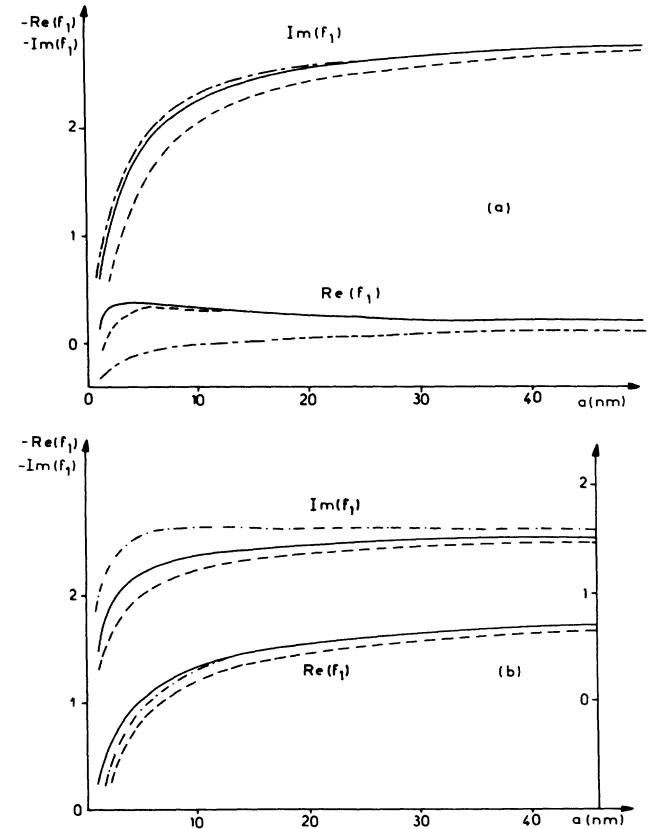 -Re(f₁)
-Im(f₁)
Im(f₁)
2
(a)
1
Re(f₁)
0
0 10 20 30 40 a(nm)
-Re(f₁)
-Im(f₁)
Im(f₁)
2
2
1
Re(f₁) (b)
1
0
0
10 20 30 40 a(nm)